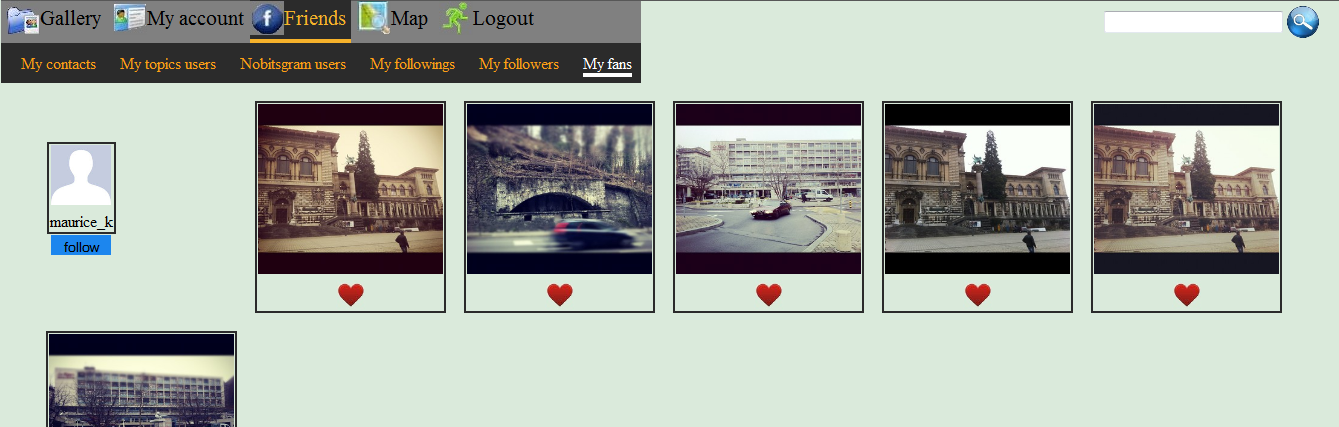 Gallery My account Friends Map Logout
My contacts My topics users Nobitsgram users My followings My followers My fans
maurice_k
follow